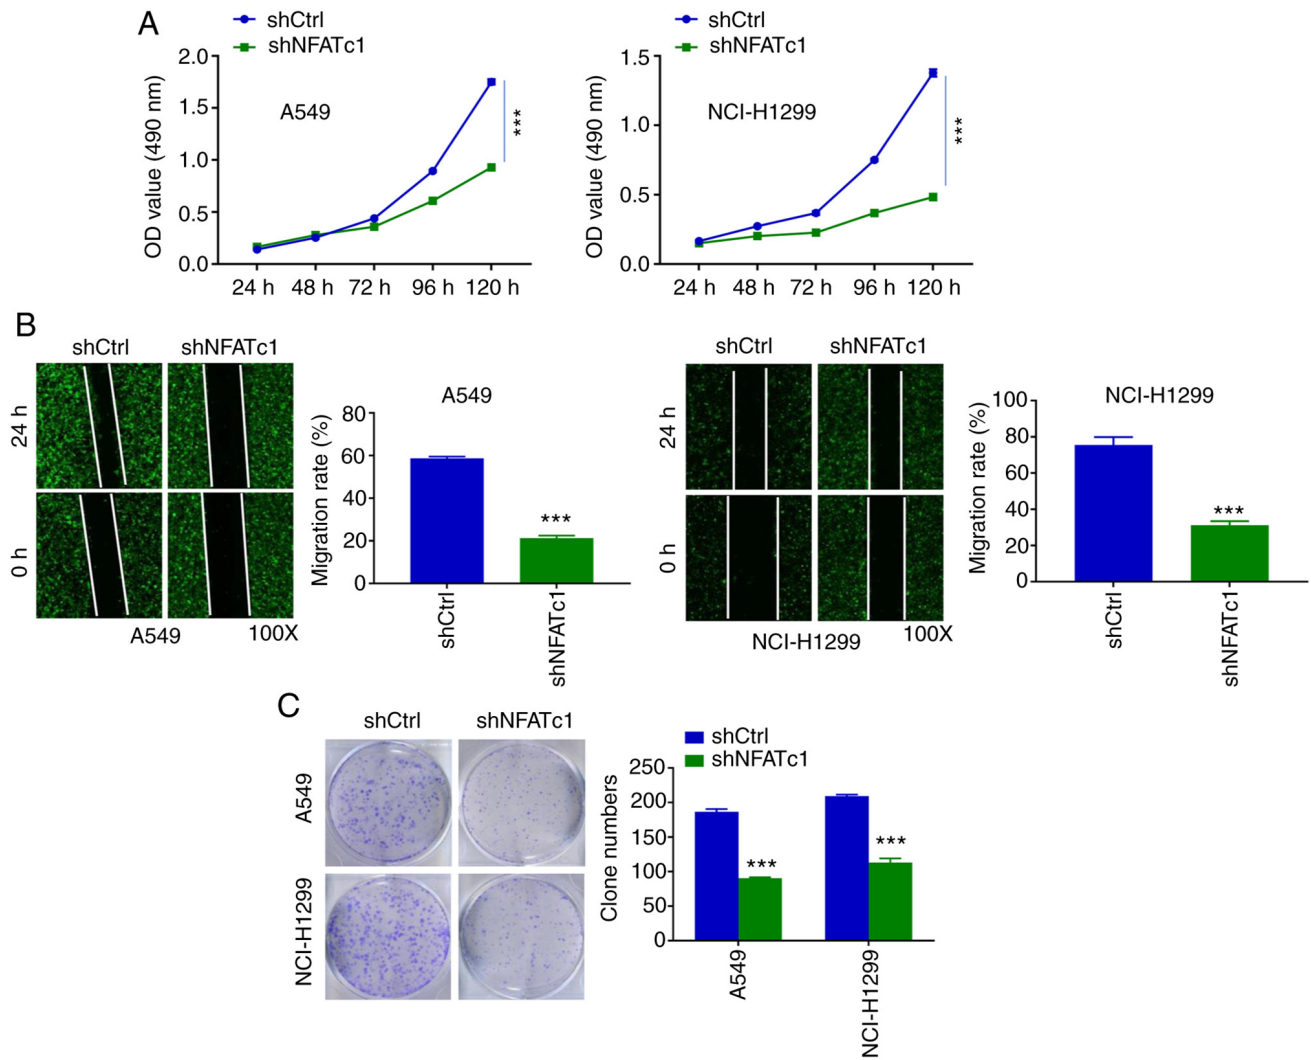 A
shCtrl
shNFATc1
2.0
1.5
1.0
0.5
0.0
OD value (490 nm)
A549
***
24 h 48 h 72 h 96 h 120 h
shCtrl
shNFATc1
1.5
1.0
0.5
0.0
OD value (490 nm)
NCI-H1299
***
24 h 48 h 72 h 96 h 120 h
B
shCtrl shNFATc1
24 h
0 h
A549 100X
A549
Migration rate (%)
80
60
40
20
0
***
shCtrl
shNFATc1
shCtrl shNFATc1
24 h
0 h
NCI-H1299 100X
NCI-H1299
Migration rate (%)
100
80
60
40
20
0
***
shCtrl
shNFATc1
C
shCtrl shNFATc1
A549
NCI-H1299
shCtrl
shNFATc1
Clone numbers
250
200
150
100
50
0
***
***
A549
NCI-H1299